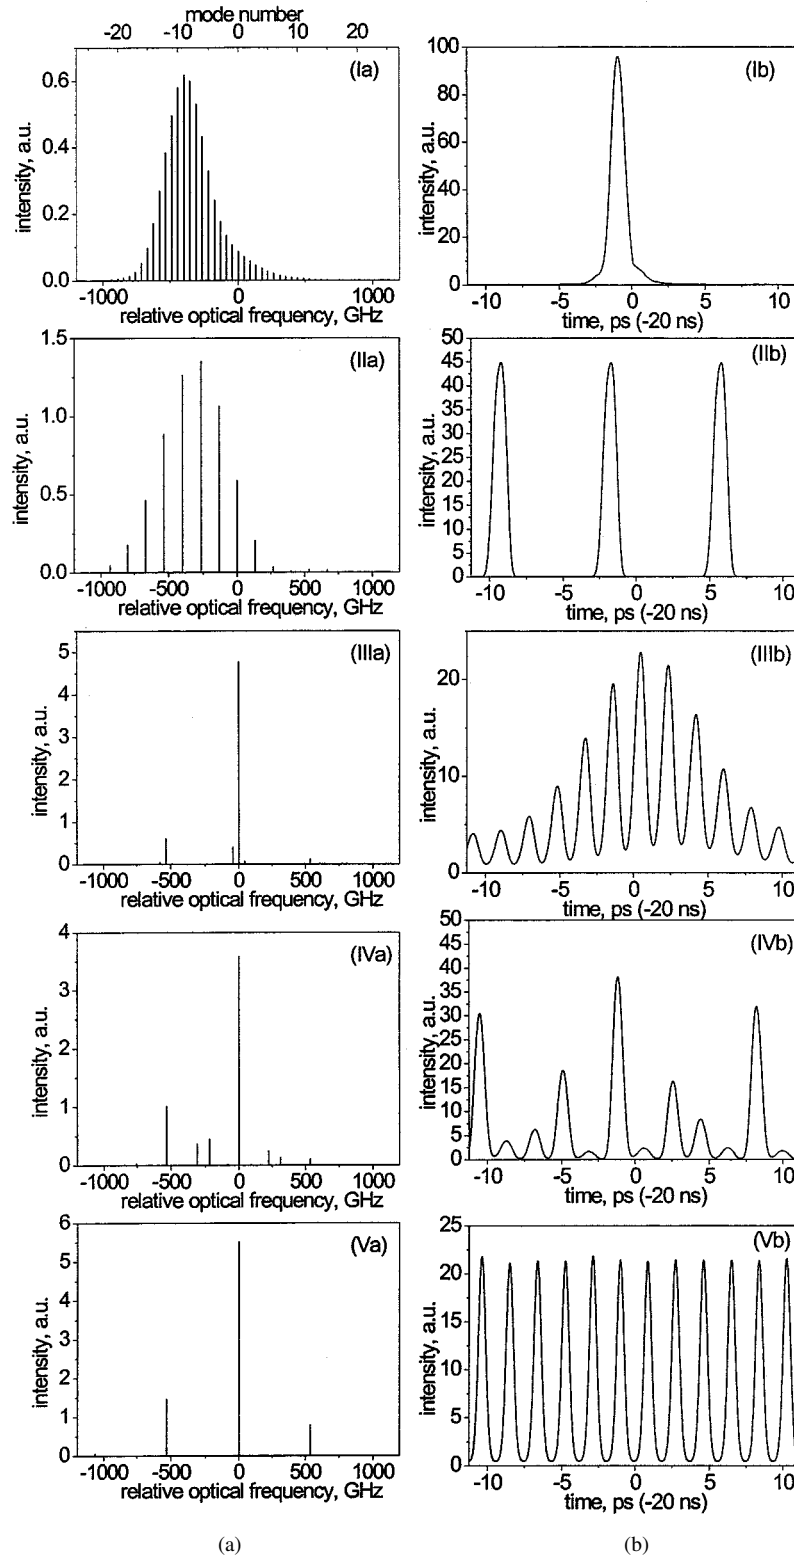 mode number
-20 -10 0 10 20
(Ia)
0.6
0.4
0.2
0.0
intensity, a.u.
-1000 0 1000
relative optical frequency, GHz
(Ib)
100
80
60
40
20
0
intensity, a.u.
-10 -5 0 5 10
time, ps (-20 ns)
(IIa)
1.5
1.0
0.5
0.0
intensity, a.u.
-1000 -500 0 500 1000
relative optical frequency, GHz
(IIb)
50
45
40
35
30
25
20
15
10
5
0
intensity, a.u.
-10 -5 0 5 10
time, ps (-20 ns)
(IIIa)
5
4
3
2
1
0
intensity, a.u.
-1000 -500 0 500 1000
relative optical frequency, GHz
(IIIb)
20
10
0
intensity, a.u.
-10 -5 0 5 10
time, ps (-20 ns)
(IVa)
4
3
2
1
0
intensity, a.u.
-1000 -500 0 500 1000
relative optical frequency, GHz
(IVb)
50
45
40
35
30
25
20
15
10
5
0
intensity, a.u.
-10 -5 0 5 10
time, ps (-20 ns)
(Va)
6
5
4
3
2
1
0
intensity, a.u.
-1000 -500 0 500 1000
relative optical frequency, GHz
(Vb)
25
20
15
10
5
0
intensity, a.u.
-10 -5 0 5 10
time, ps (-20 ns)
(a)
(b)